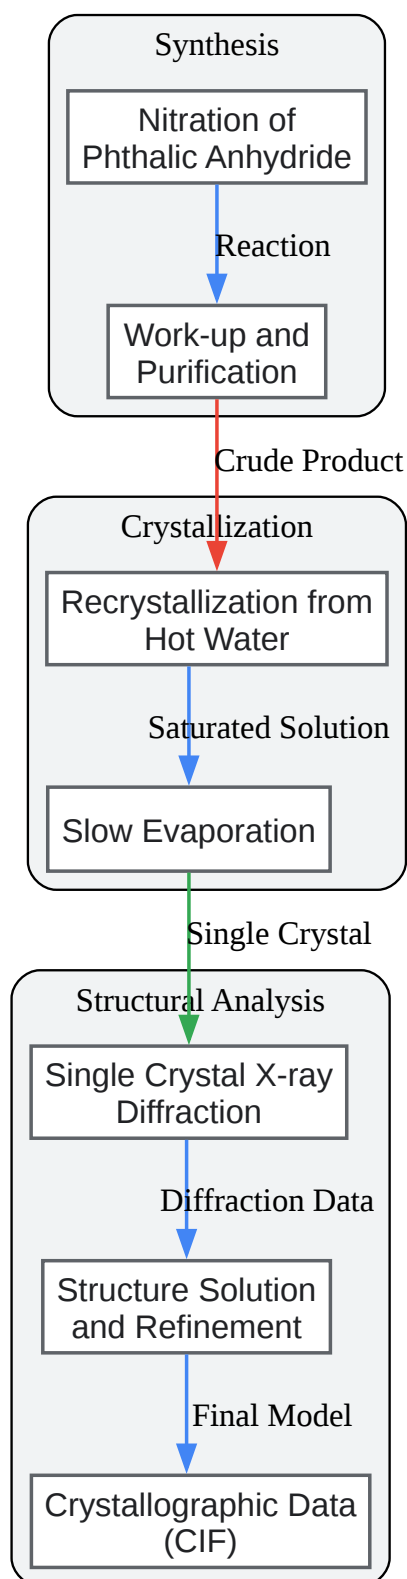 Synthesis
Nitration of
Phthalic Anhydride
Reaction
Work-up and
Purification
Crude Product
Crystallization
Recrystallization from
Hot Water
Saturated Solution
Slow Evaporation
Single Crystal
Structural Analysis
Single Crystal X-ray
Diffraction
Diffraction Data
Structure Solution
and Refinement
Final Model
Crystallographic Data
(CIF)